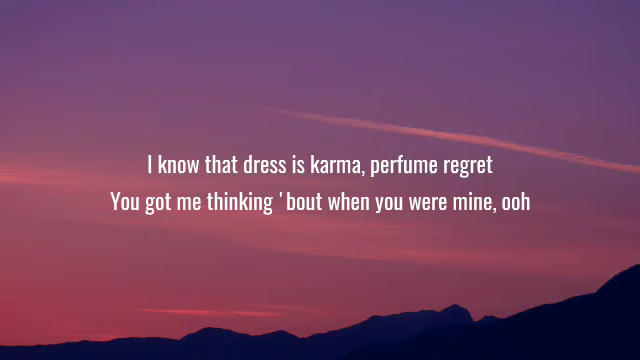 I know that dress is karma, perfume regret
You got me thinking 'bout when you were mine, ooh